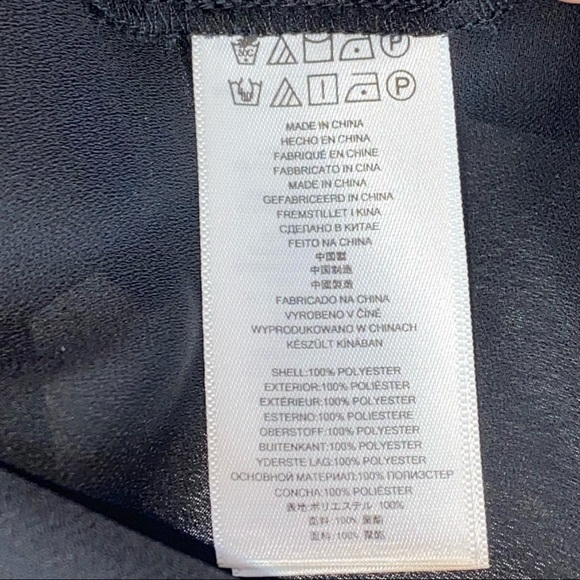 MADE IN CHINA
HECHO EN CHINA
FABRIQUÉ EN CHINE
FABBRICATO IN CINA
MADE IN CHINA
GEFABRICEERD IN CHINA
FREMSTILLET I KINA
СДЕЛАНО В КИТАЕ
FEITO NA CHINA
中国製
中国制造
中國製造
FABRICADO NA CHINA
VYROBENO V ČÍNĚ
WYPRODUKOWANO W CHINACH
KÉSZÜLT KÍNÁBAN
SHELL:100% POLYESTER
EXTERIOR:100% POLIÉSTER
EXTÉRIEUR:100% POLYESTER
ESTERNO:100% POLIESTERE
OBERSTOFF:100% POLYESTER
BUITENKANT:100% POLYESTER
YDERSTE LAG:100% POLYESTER
ОСНОВНОЙ МАТЕРИАЛ:100% ПОЛИЭСТЕР
CONCHA:100% POLIÉSTER
表地:ポリエステル 100%
面料:100% 聚酯
面料:100% 聚酯